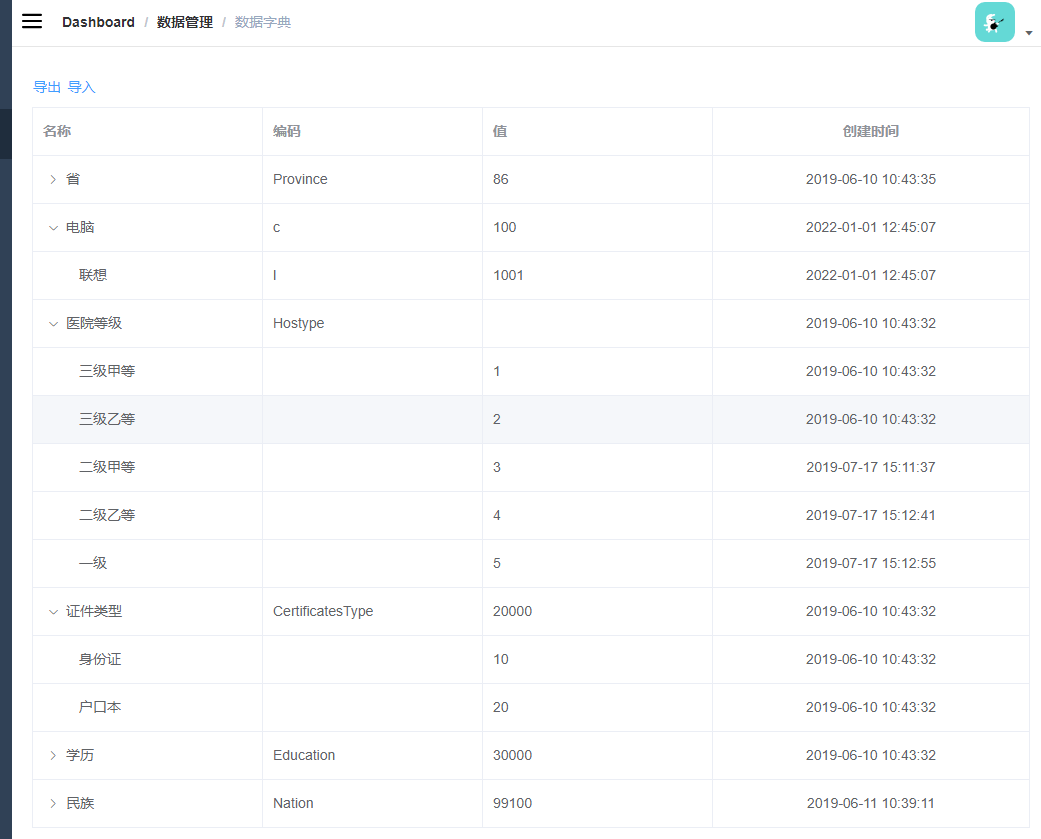 Dashboard / 数据管理 / 数据字典
导出 导入
名称 编码 值 创建时间
省 Province 86 2019-06-10 10:43:35
电脑 c 100 2022-01-01 12:45:07
联想 l 1001 2022-01-01 12:45:07
医院等级 Hostype 2019-06-10 10:43:32
三级甲等 1 2019-06-10 10:43:32
三级乙等 2 2019-06-10 10:43:32
二级甲等 3 2019-07-17 15:11:37
二级乙等 4 2019-07-17 15:12:41
一级 5 2019-07-17 15:12:55
证件类型 CertificatesType 20000 2019-06-10 10:43:32
身份证 10 2019-06-10 10:43:32
户口本 20 2019-06-10 10:43:32
学历 Education 30000 2019-06-10 10:43:32
民族 Nation 99100 2019-06-11 10:39:11